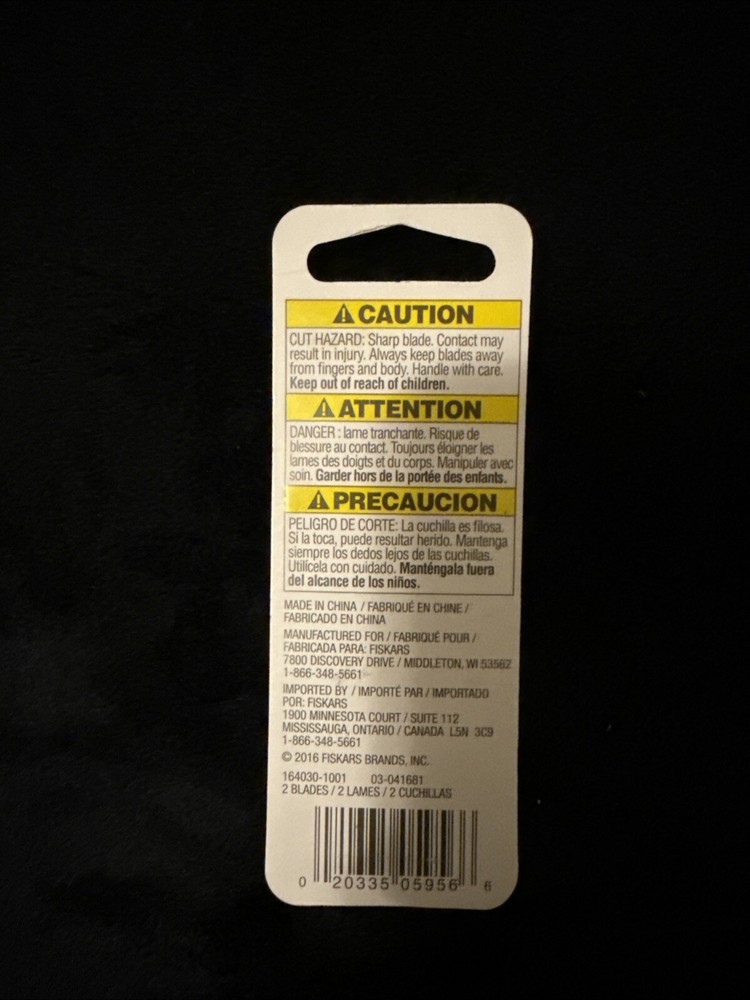 ⚠ CAUTION
CUT HAZARD: Sharp blade. Contact may
result in injury. Always keep blades away
from fingers and body. Handle with care.
Keep out of reach of children.
⚠ ATTENTION
DANGER : lame tranchante. Risque de
blessure au contact. Toujours éloigner les
lames des doigts et du corps. Manipuler avec
soin. Garder hors de la portée des enfants.
⚠ PRECAUCION
PELIGRO DE CORTE: La cuchilla es filosa.
Si la toca, puede resultar herido. Mantenga
siempre los dedos lejos de las cuchillas.
Utilícela con cuidado. Manténgala fuera
del alcance de los niños.
MADE IN CHINA / FABRIQUÉ EN CHINE /
FABRICADO EN CHINA
MANUFACTURED FOR / FABRIQUÉ POUR /
FABRICADA PARA: FISKARS
7800 DISCOVERY DRIVE / MIDDLETON, WI 53562
1-866-348-5661
IMPORTED BY / IMPORTÉ PAR / IMPORTADO
POR: FISKARS
1900 MINNESOTA COURT / SUITE 112
MISSISSAUGA, ONTARIO / CANADA L5N 3C9
1-866-348-5661
© 2016 FISKARS BRANDS, INC.
164030-1001 03-041681
2 BLADES / 2 LAMES / 2 CUCHILLAS
0 20335 05956 6